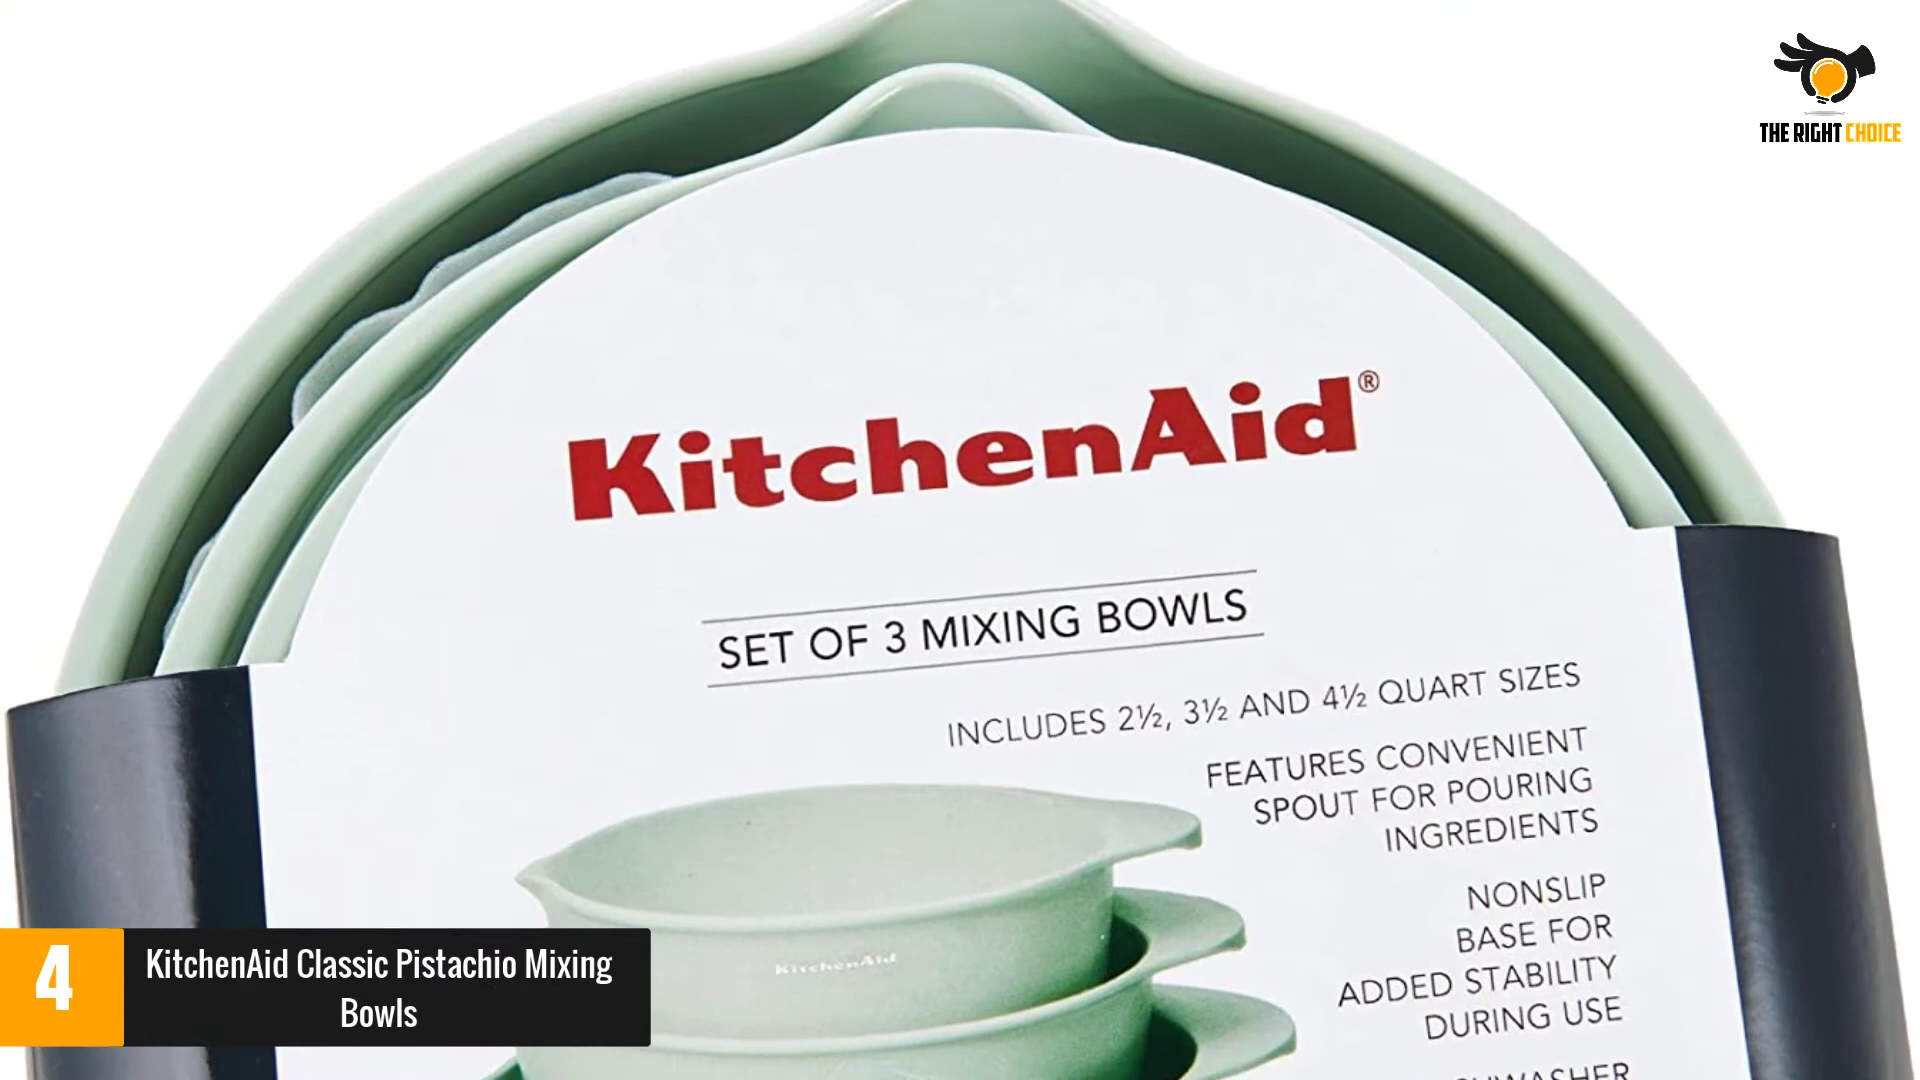 THE RIGHT CHOICE
KitchenAid®
SET OF 3 MIXING BOWLS
INCLUDES 2½, 3½ AND 4½ QUART SIZES
FEATURES CONVENIENT
SPOUT FOR POURING
INGREDIENTS
NONSLIP
BASE FOR
ADDED STABILITY
DURING USE
KitchenAid
4
KitchenAid Classic Pistachio Mixing
Bowls